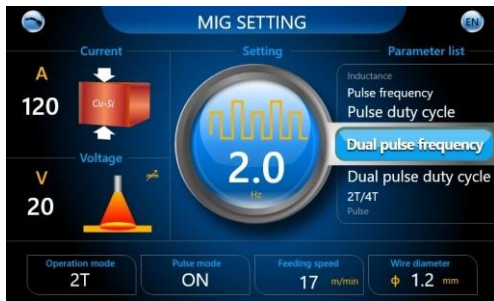 MIG SETTING
EN
Current
Setting
Parameter list
A
120
Cu-Si
Inductance
Pulse frequency
Pulse duty cycle
Dual pulse frequency
Dual pulse duty cycle
2T/4T
Pulse
2.0
Hz
Voltage
V
20
Operation mode
2T
Pulse mode
ON
Feeding speed
17 m/min
Wire diameter
ϕ 1.2 mm